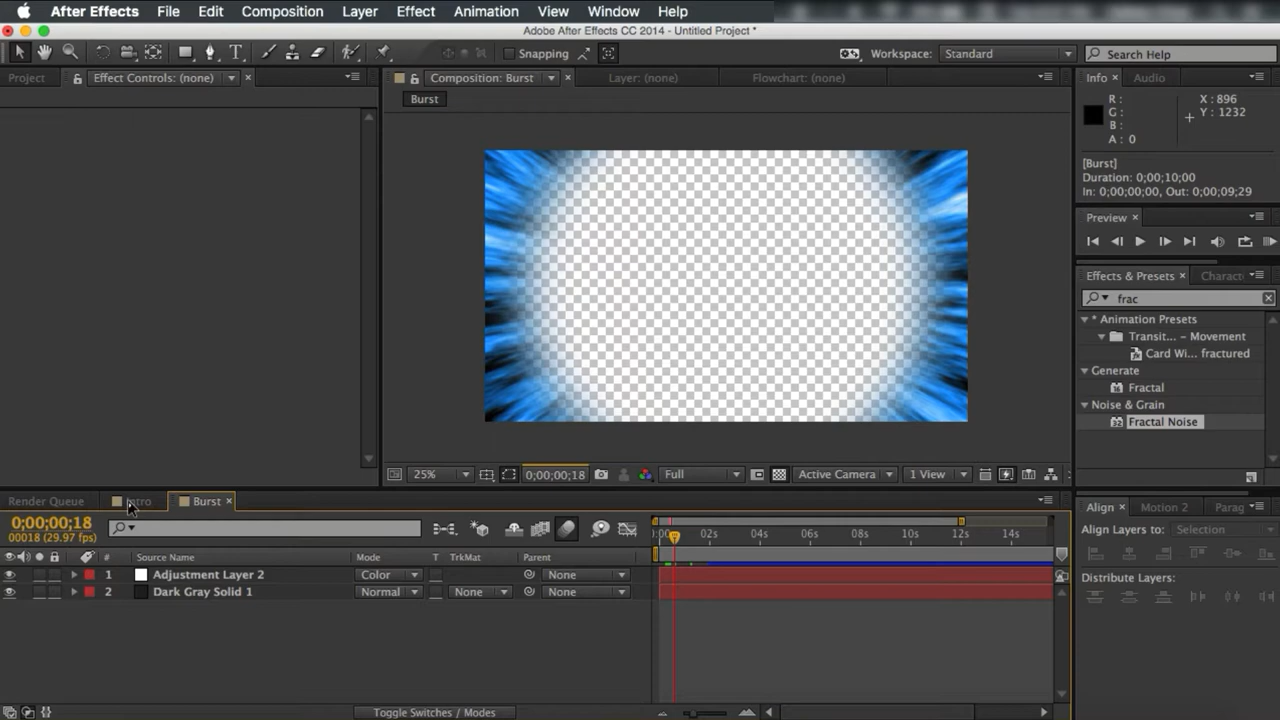 After Effects File Edit Composition Layer Effect Animation View Window Help
Adobe After Effects CC 2014 - Untitled Project *
Snapping Workspace: Standard Search Help
Project Effect Controls: (none) Composition: Burst Layer: (none) Flowchart: (none) Info Audio
Burst
R : X : 896
G : Y : 1232
B :
A : 0
[Burst]
Duration: 0;00;10;00
In: 0;00;00;00, Out: 0;00;09;29
Preview
Effects & Presets Charact
frac
* Animation Presets
Transit... – Movement
Card Wi... fractured
Generate
Fractal
Noise & Grain
Fractal Noise
25% 0;00;00;18 Full Active Camera 1 View
Render Queue Intro Burst
Align Motion 2 Parag
0;00;00;18
00018 (29.97 fps)
:00f 02s 04s 06s 08s 10s 12s 14s
Align Layers to: Selection
# Source Name Mode T TrkMat Parent
1 Adjustment Layer 2 Color None
2 Dark Gray Solid 1 Normal None None
Distribute Layers:
Toggle Switches / Modes